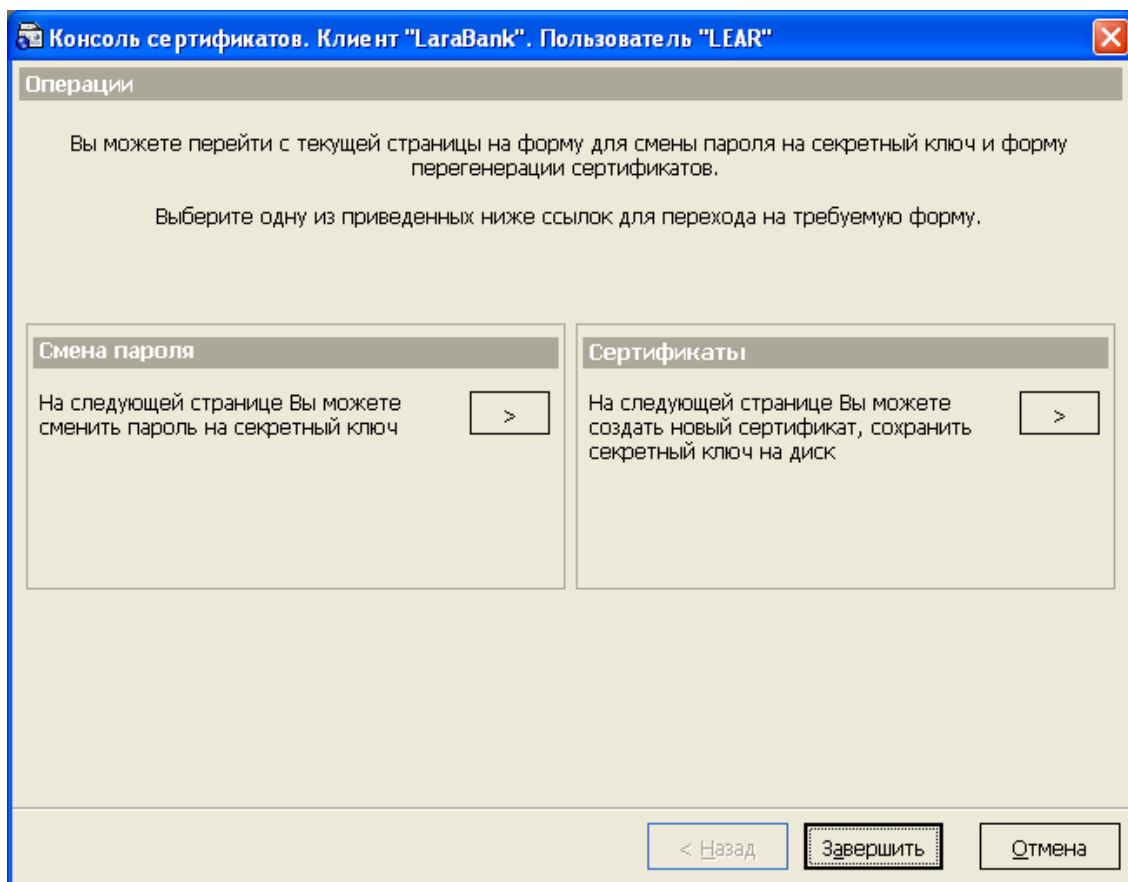 Консоль сертификатов. Клиент "LaraBank". Пользователь "LEAR"
Операции
Вы можете перейти с текущей страницы на форму для смены пароля на секретный ключ и форму
перегенерации сертификатов.
Выберите одну из приведенных ниже ссылок для перехода на требуемую форму.
Смена пароля
На следующей странице Вы можете
сменить пароль на секретный ключ
>
Сертификаты
На следующей странице Вы можете
создать новый сертификат, сохранить
секретный ключ на диск
>
< Назад
Завершить
Отмена